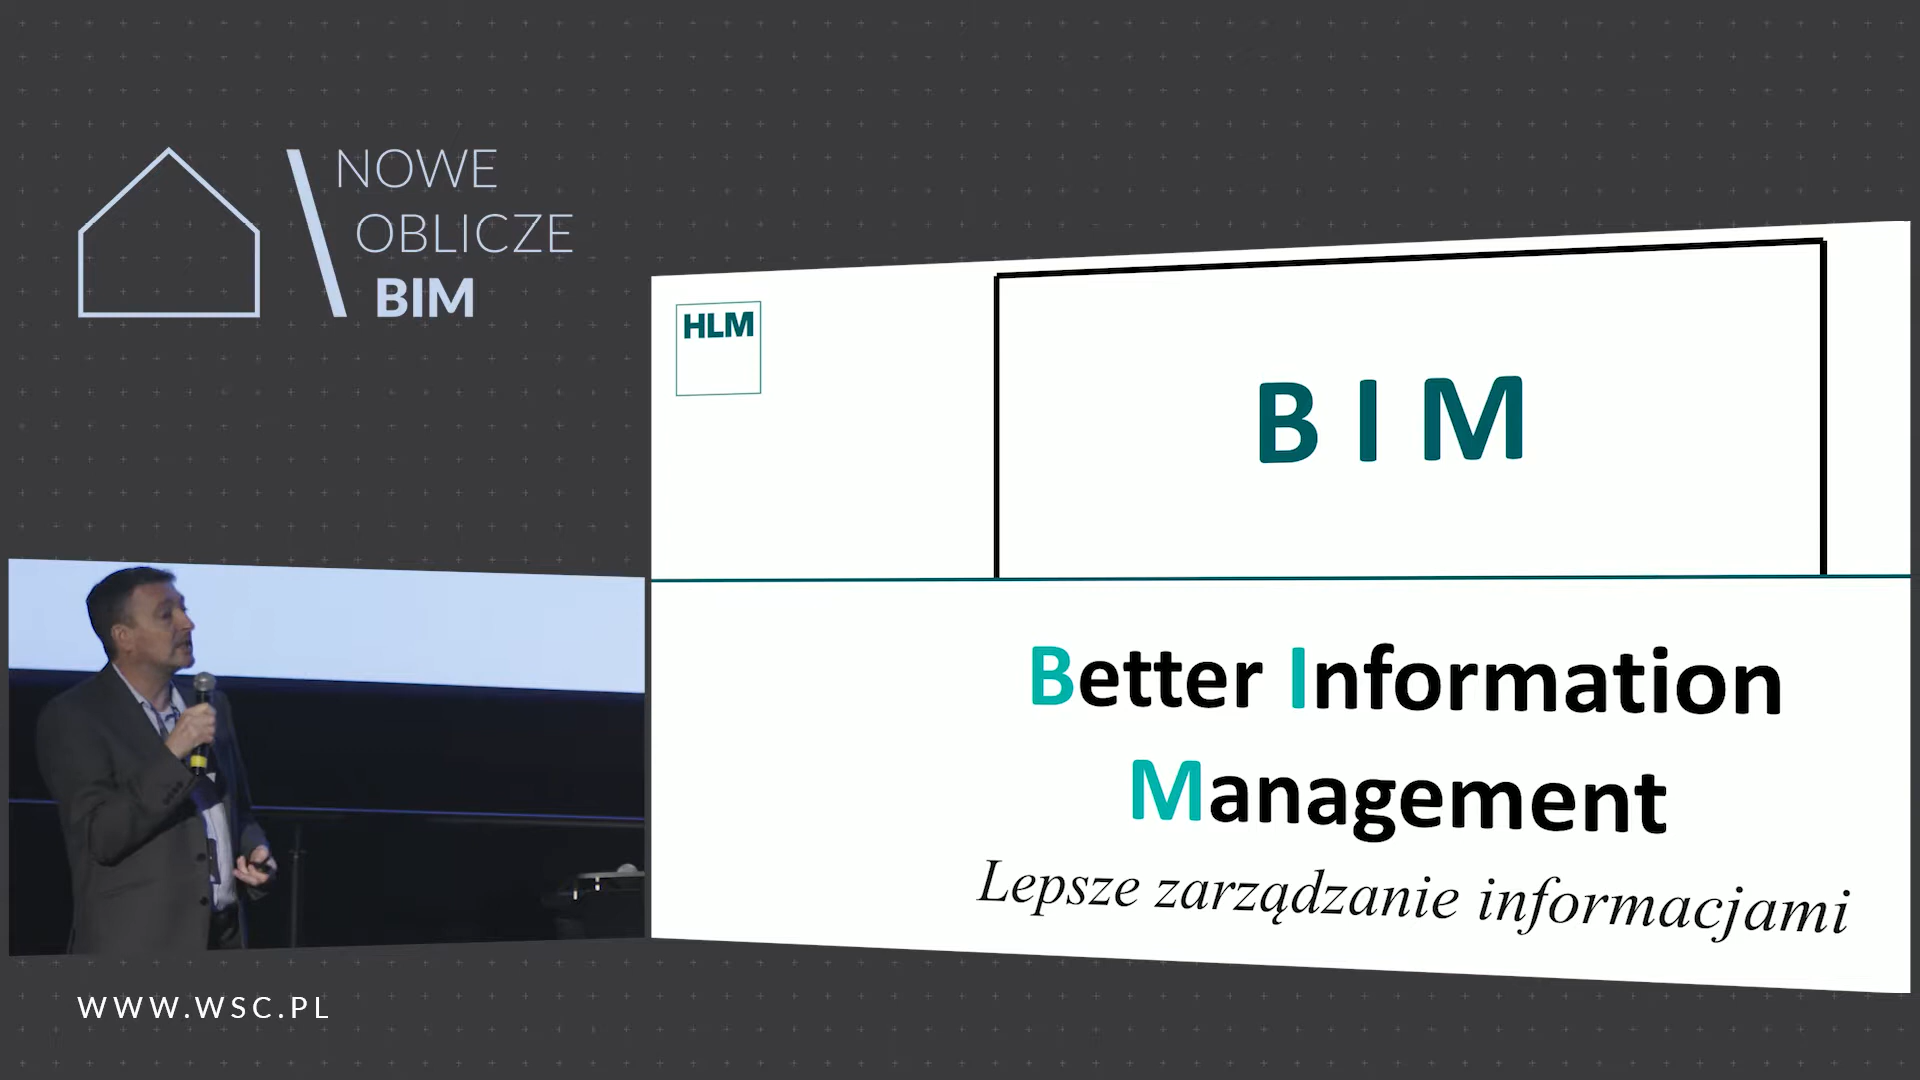 NOWE
OBLICZE
BIM
HLM
B I M
Better Information
Management
Lepsze zarządzanie informacjami
WWW.WSC.PL